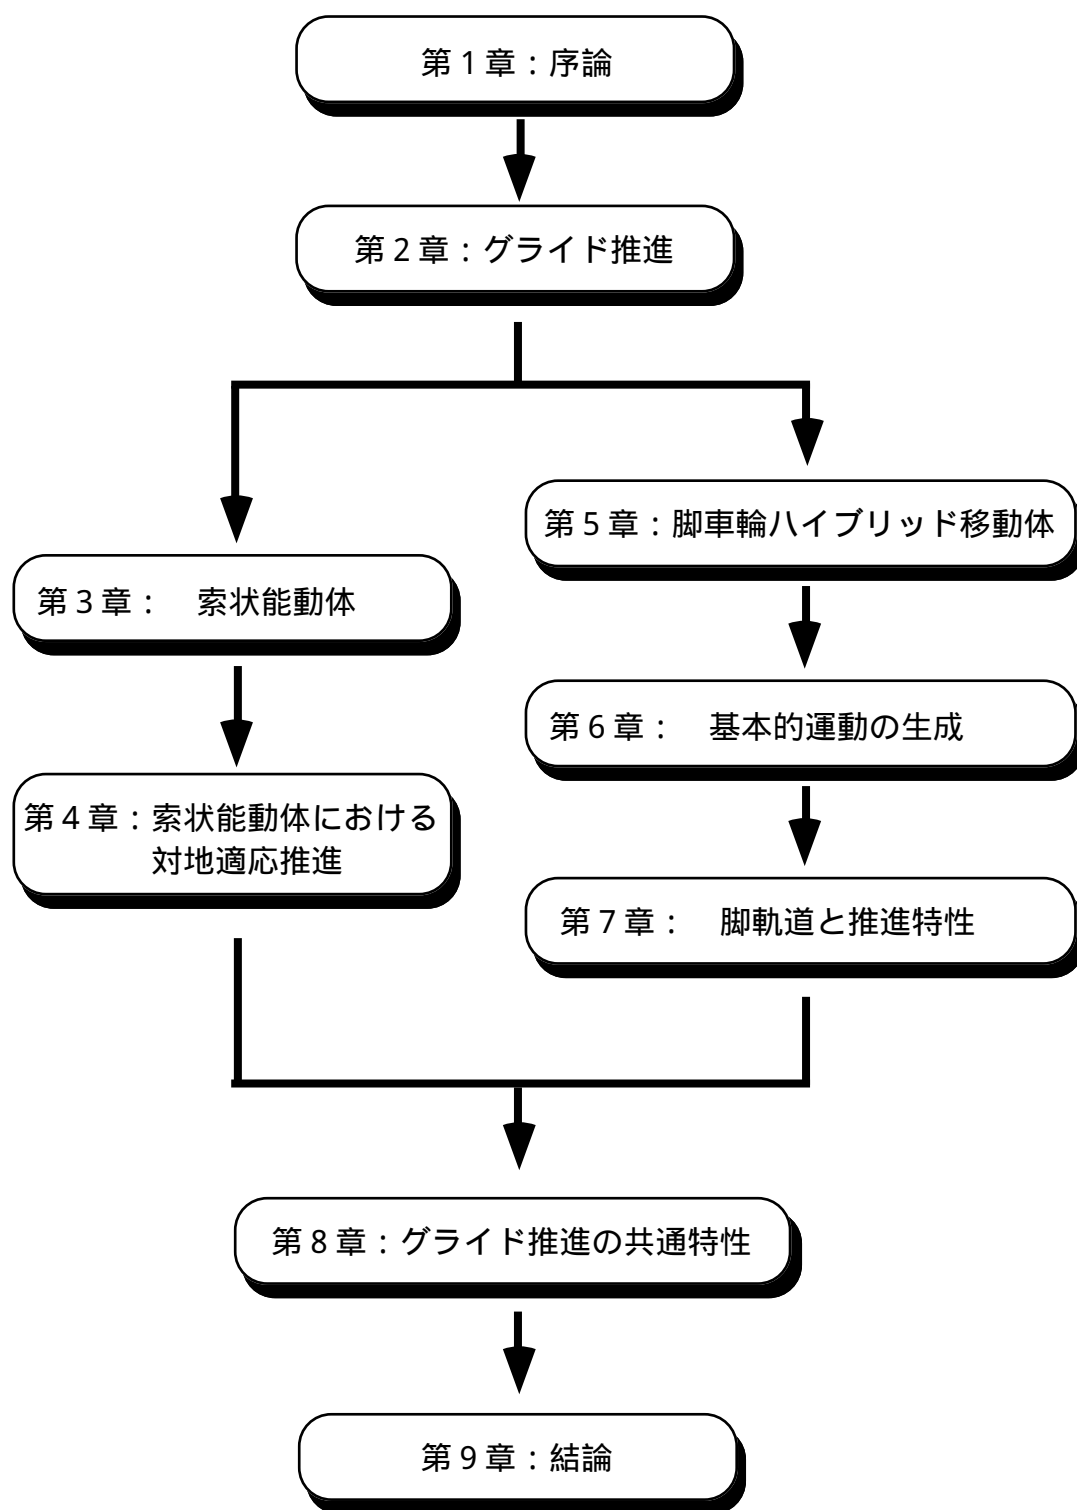 第1章：序論
第2章：グライド推進
第3章：　索状能動体
第4章：索状能動体における
対地適応推進
第5章：脚車輪ハイブリッド移動体
第6章：　基本的運動の生成
第7章：　脚軌道と推進特性
第8章：グライド推進の共通特性
第9章：結論